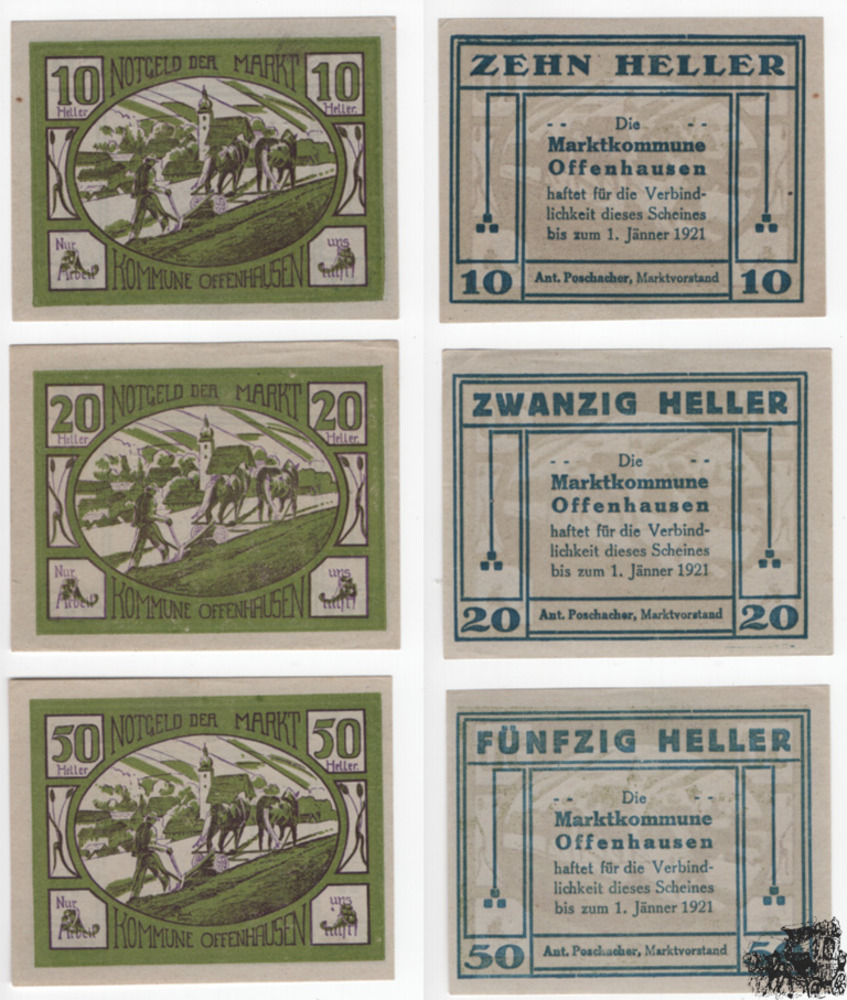 10 NOTGELD DER MARKT 10
Heller Heller.
Nur uns
Arbeit hilft!
KOMMUNE OFFENHAUSEN
ZEHN HELLER
-- Die --
Marktkommune
Offenhausen
haftet für die Verbind-
lichkeit dieses Scheines
bis zum 1. Jänner 1921
10 Ant. Poschacher, Marktvorstand 10
20 NOTGELD DER MARKT 20
Heller Heller.
Nur uns
Arbeit hilft!
KOMMUNE OFFENHAUSEN
ZWANZIG HELLER
-- Die --
Marktkommune
Offenhausen
haftet für die Verbind-
lichkeit dieses Scheines
bis zum 1. Jänner 1921
20 Ant. Poschacher, Marktvorstand 20
50 NOTGELD DER MARKT 50
Heller Heller.
Nur uns
Arbeit hilft!
KOMMUNE OFFENHAUSEN
FÜNFZIG HELLER
-- Die --
Marktkommune
Offenhausen
haftet für die Verbind-
lichkeit dieses Scheines
bis zum 1. Jänner 1921
50 Ant. Poschacher, Marktvorstand 50